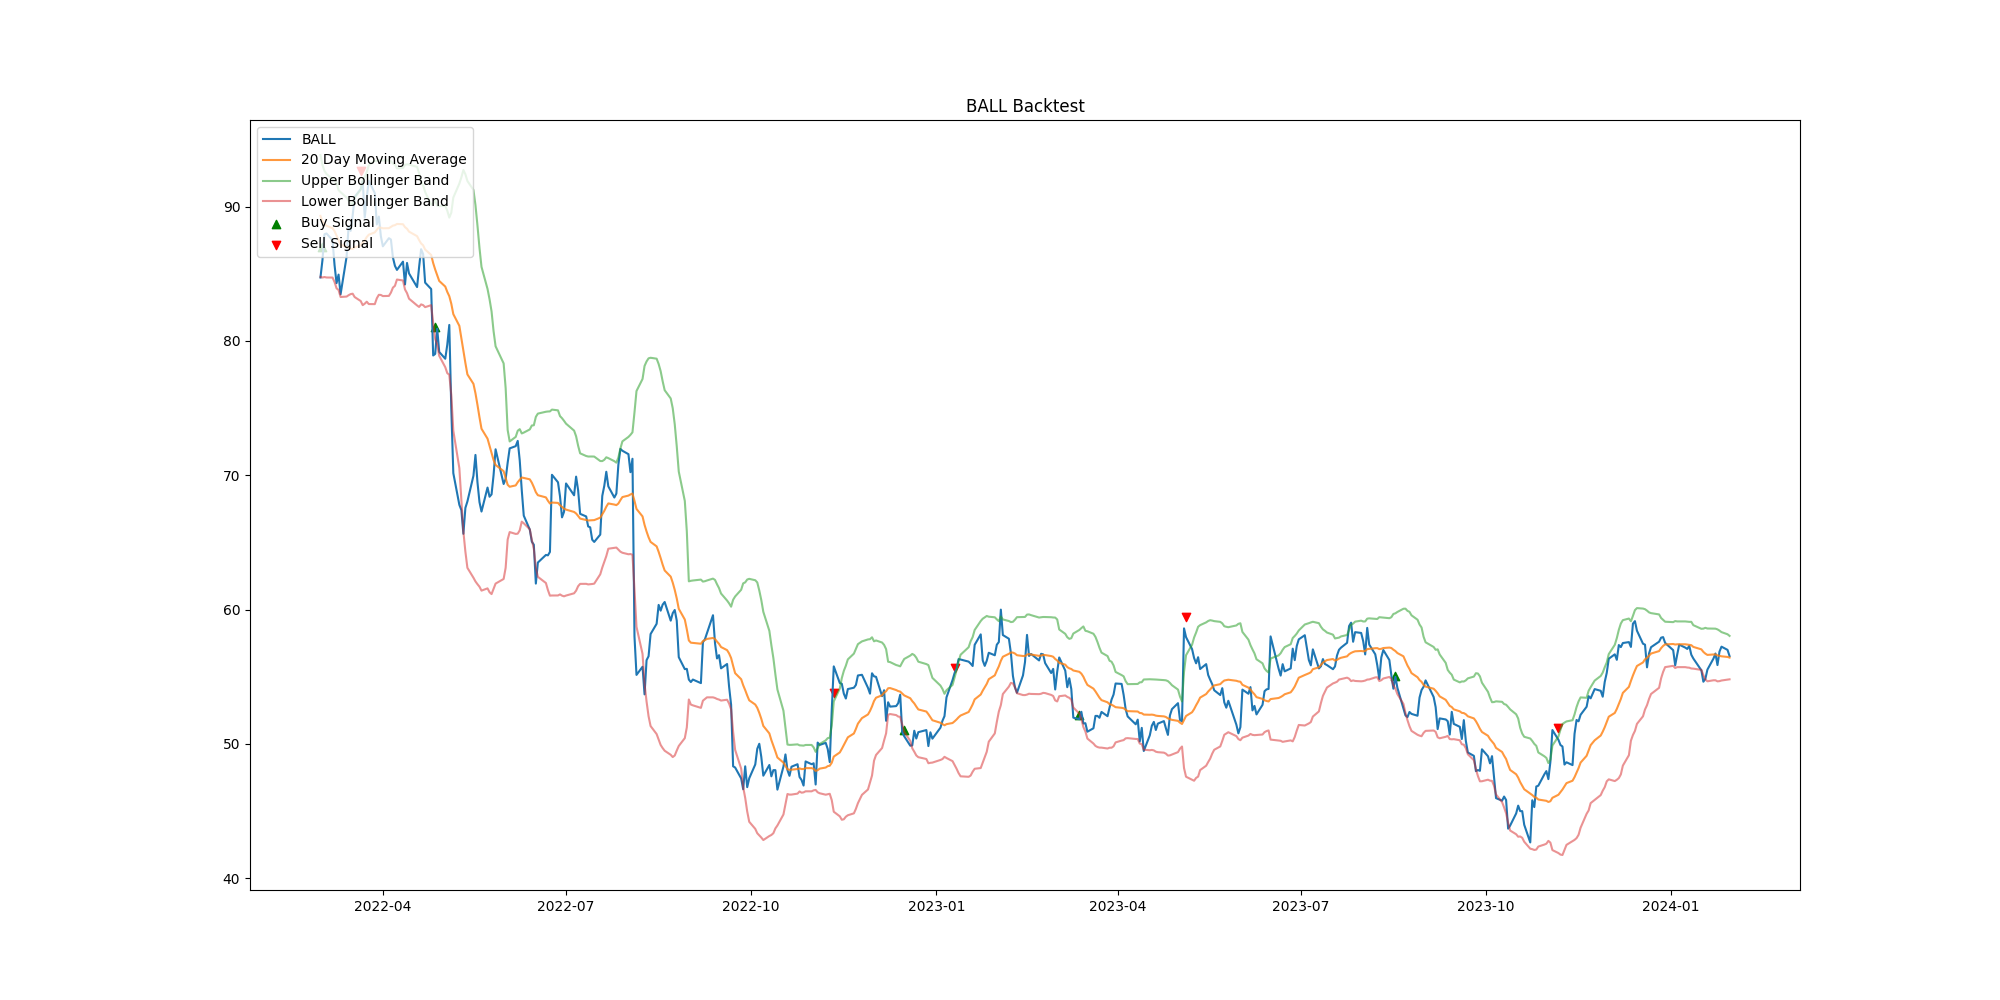 BALL Backtest
BALL
20 Day Moving Average
Upper Bollinger Band
Lower Bollinger Band
Buy Signal
Sell Signal
90
80
70
60
50
40
2022-04
2022-07
2022-10
2023-01
2023-04
2023-07
2023-10
2024-01